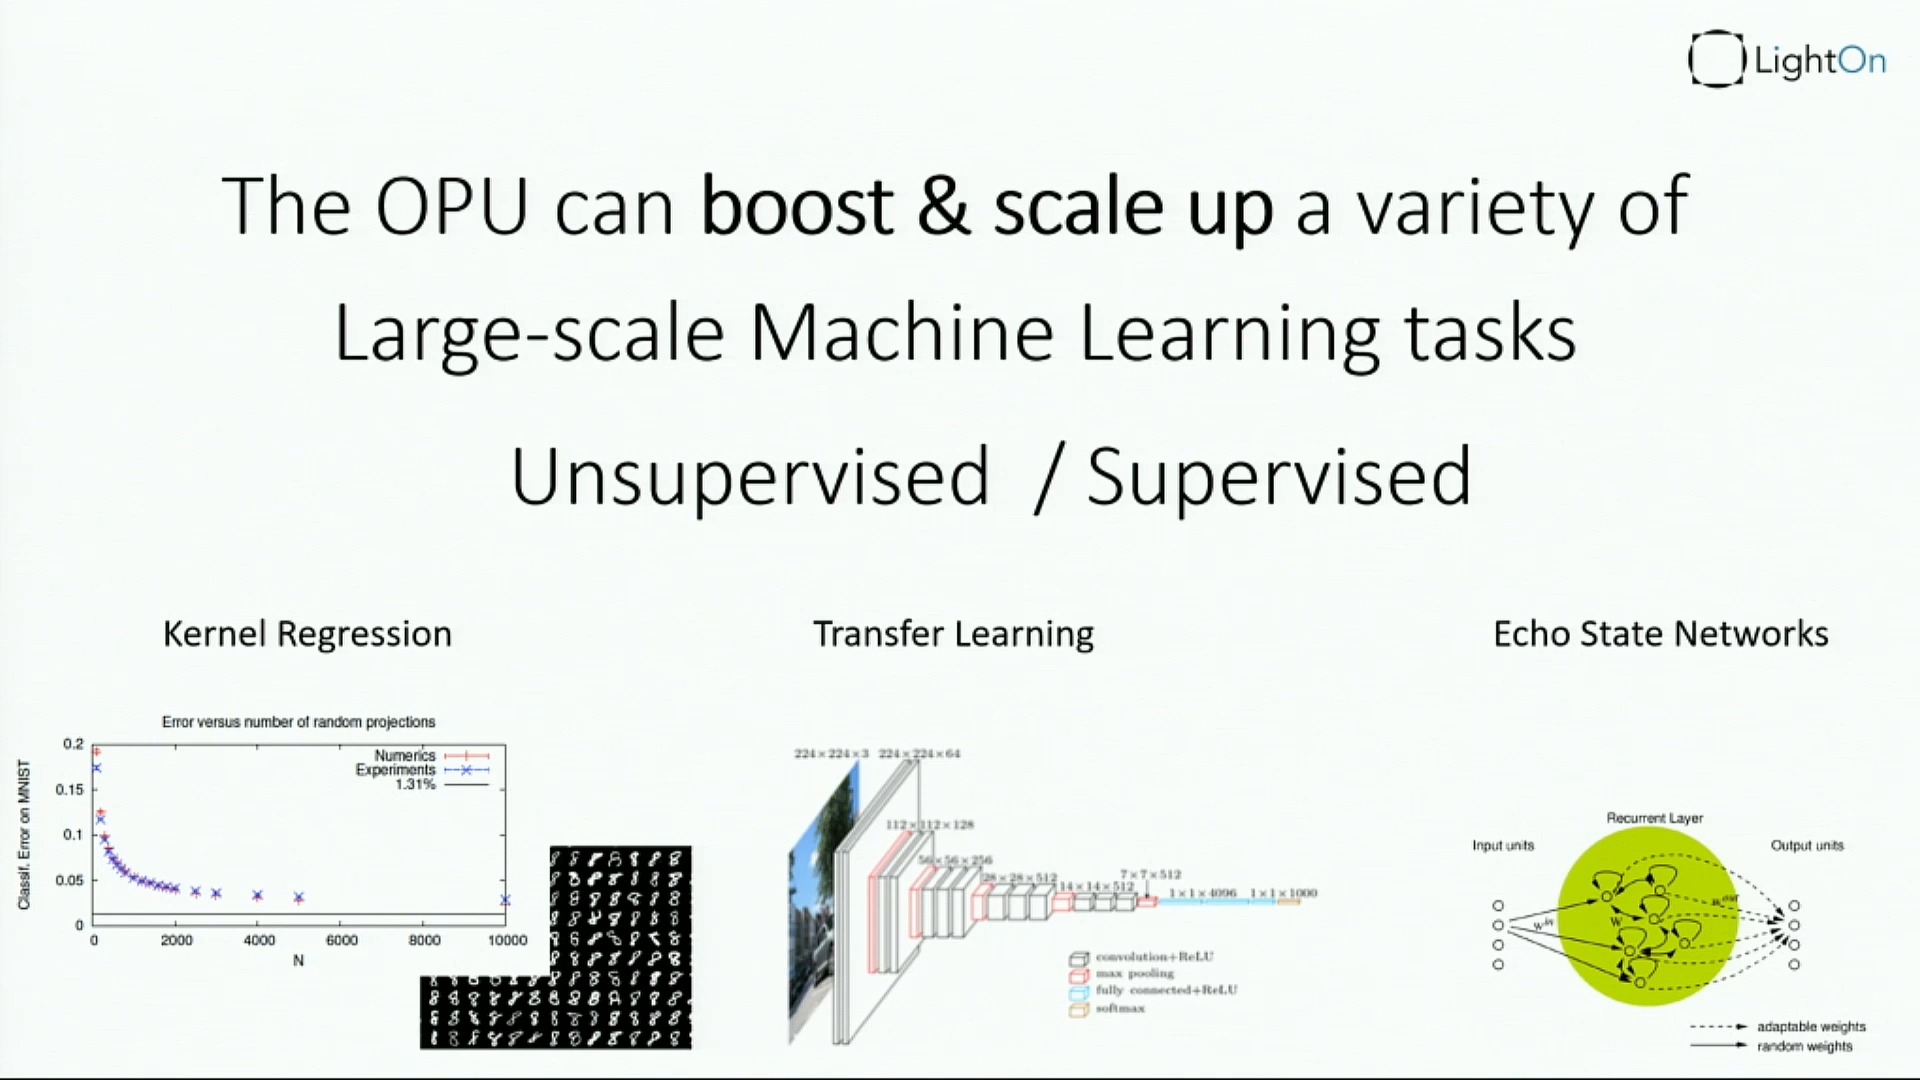 LightOn
The OPU can boost & scale up a variety of
Large-scale Machine Learning tasks
Unsupervised / Supervised
Kernel Regression
Transfer Learning
Echo State Networks
Error versus number of random projections
Classif. Error on MNIST
0.2
0.15
0.1
0.05
0
0
2000
4000
6000
8000
10000
N
Numerics
Experiments
1.31%
224×224×3
224×224×64
112×112×128
56×56×256
28×28×512
14×14×512
7×7×512
1×1×4096
1×1×1000
convolution+ReLU
max pooling
fully connected+ReLU
softmax
Recurrent Layer
Input units
Output units
W^in
W
W^out
adaptable weights
random weights